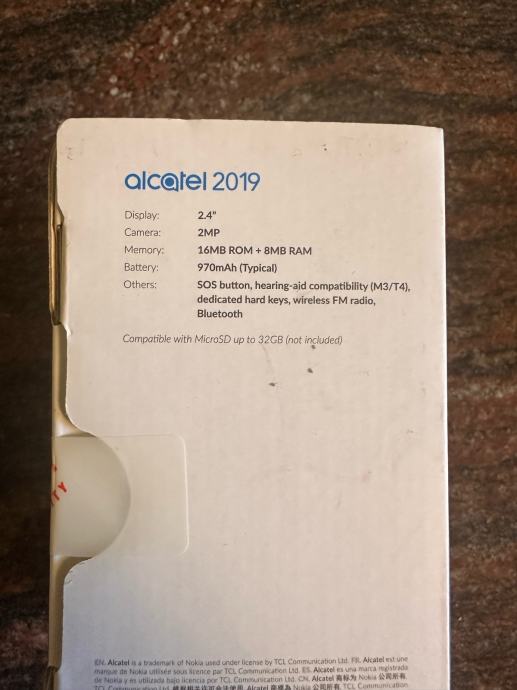 alcatel 2019
Display: 2.4"
Camera: 2MP
Memory: 16MB ROM + 8MB RAM
Battery: 970mAh (Typical)
Others: SOS button, hearing-aid compatibility (M3/T4),
dedicated hard keys, wireless FM radio,
Bluetooth
Compatible with MicroSD up to 32GB (not included)
EN. Alcatel is a trademark of Nokia used under license by TCL Communication Ltd. FR. Alcatel est une
marque de Nokia utilisée sous licence par TCL Communication Ltd. ES. Alcatel es una marca registrada
de Nokia y es utilizada bajo licencia por TCL Communication Ltd. CN. Alcatel 商标为 Nokia 公司所有,
TCL Communication Ltd.